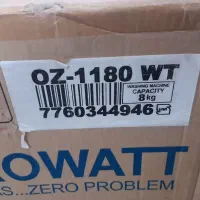 OZ-1180 WT
WASHING MACHINE
CAPACITY
8kg
7760344946
OWATT
S...ZERO PROBLEM